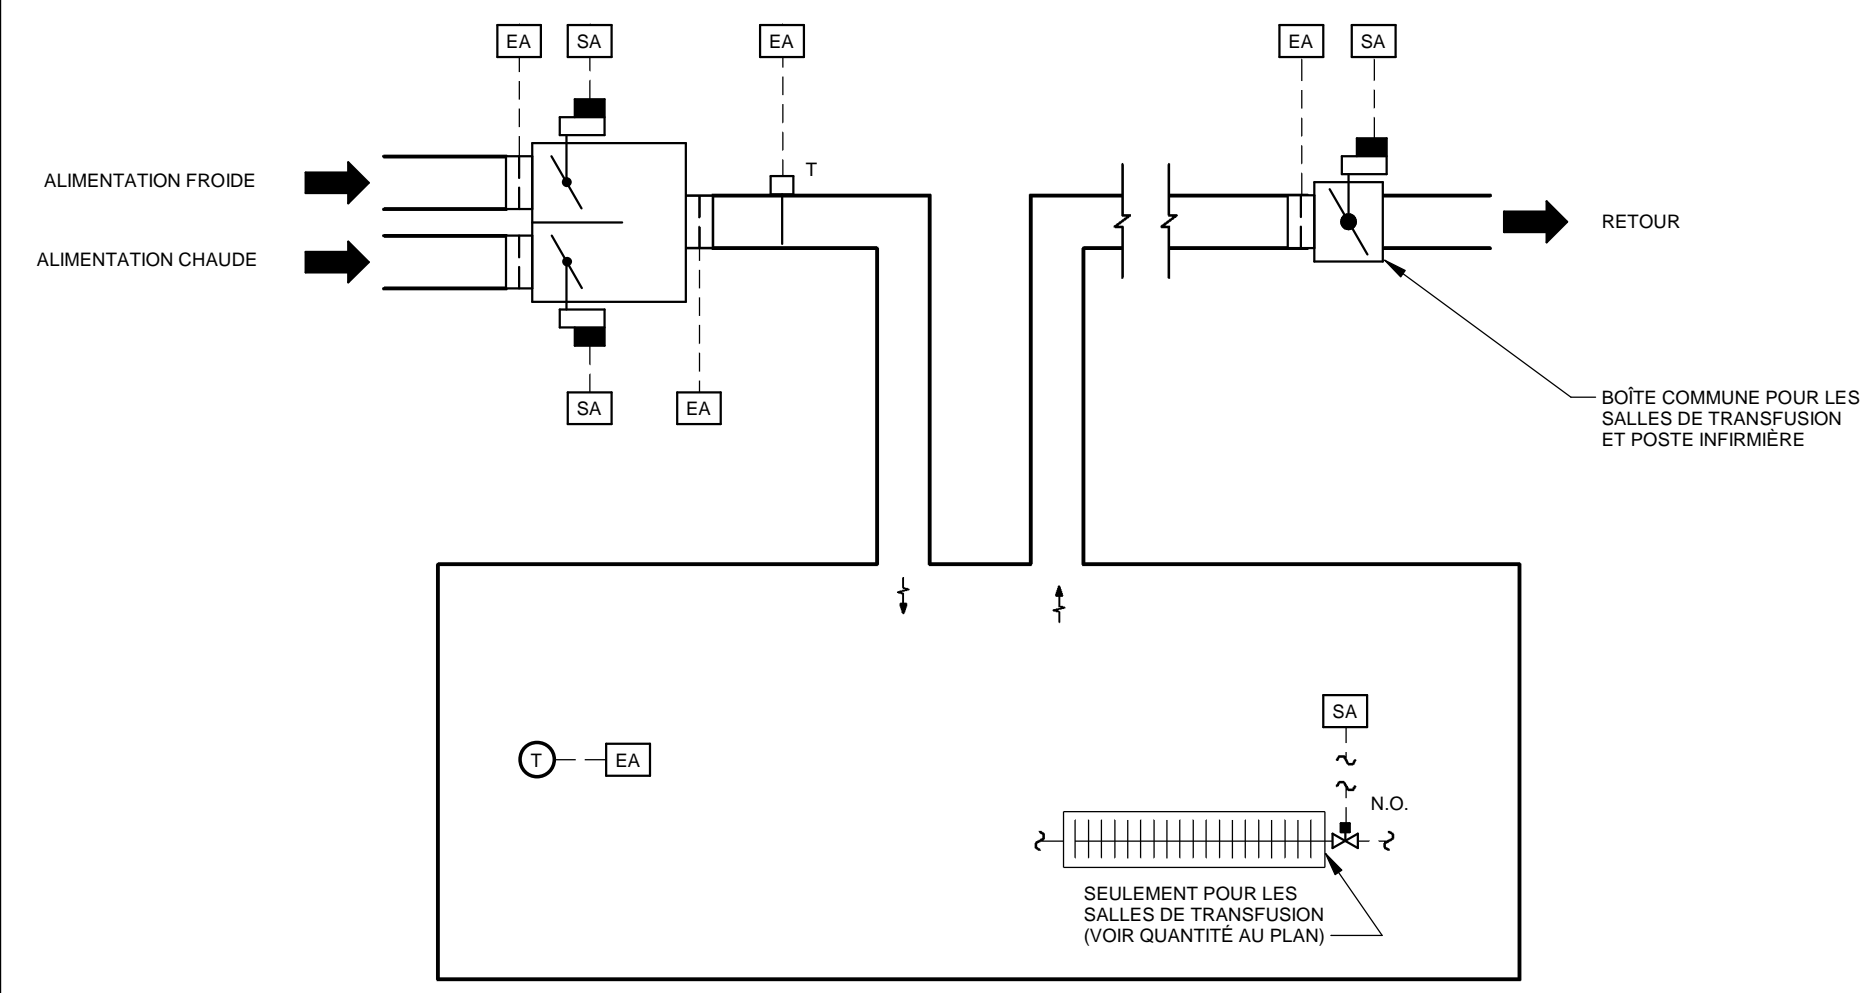 EA
SA
EA
EA
SA
T
ALIMENTATION FROIDE
RETOUR
ALIMENTATION CHAUDE
SA
EA
BOÎTE COMMUNE POUR LES
SALLES DE TRANSFUSION
ET POSTE INFIRMIÈRE
SA
T
EA
N.O.
SEULEMENT POUR LES
SALLES DE TRANSFUSION
(VOIR QUANTITÉ AU PLAN)